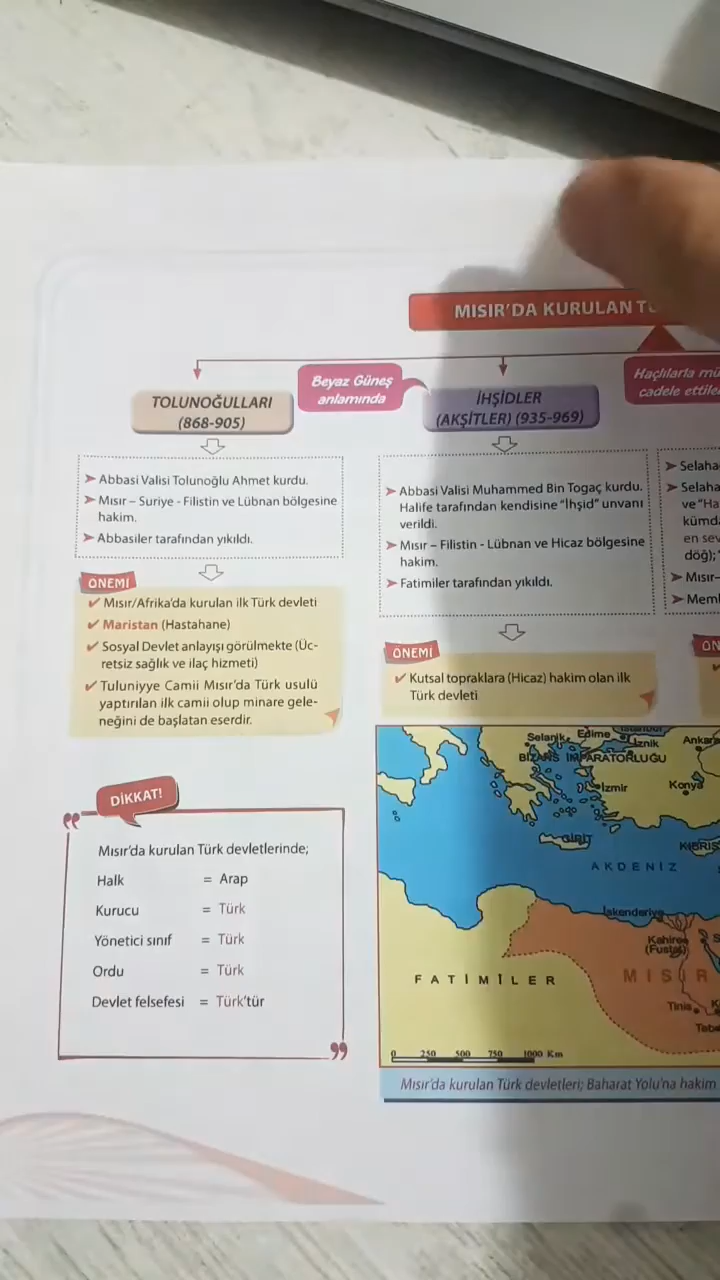 MISIR'DA KURULAN
Beyaz Güneş
anlamında
Haçlılarla mü
cadele ettile
TOLUNOĞULLARI
(868-905)
➤ Abbasi Valisi Tolunoğlu Ahmet kurdu.
➤ Mısır – Suriye - Filistin ve Lübnan bölgesine
hakim.
➤ Abbasiler tarafından yıkıldı.
ÖNEMİ
✔ Mısır/Afrika'da kurulan ilk Türk devleti
✔ Maristan (Hastahane)
✔ Sosyal Devlet anlayışı görülmekte (Üc-
retsiz sağlık ve ilaç hizmeti)
✔ Tuluniyye Camii Mısır'da Türk usulü
yaptırılan ilk camii olup minare gele-
neğini de başlatan eserdir.
İHŞİDLER
(AKŞİTLER) (935-969)
➤ Abbasi Valisi Muhammed Bin Togaç kurdu.
Halife tarafından kendisine "İhşid" unvanı
verildi.
➤ Mısır – Filistin - Lübnan ve Hicaz bölgesine
hakim.
➤ Fatimiler tarafından yıkıldı.
ÖNEMİ
✔ Kutsal topraklara (Hicaz) hakim olan ilk
Türk devleti
➤ Selaha
➤ Selaha
ve "Ha
kümda
en sev
döğ);"
➤ Mısır–
➤ Meml
ÖN
DİKKAT!
Mısır'da kurulan Türk devletlerinde;
Halk = Arap
Kurucu = Türk
Yönetici sınıf = Türk
Ordu = Türk
Devlet felsefesi = Türk'tür
Selanik
Edirne
İstanbul
İznik
Ankara
BİZANS İMPARATORLUĞU
İzmir
Konya
GİRİT
KIBRIS
AKDENİZ
İskenderiye
Kahire
(Fustat)
FATİMİLER
MISIR
Tinis
0 250 500 750 1000 Km
Mısır'da kurulan Türk devletleri; Baharat Yolu'na hakim